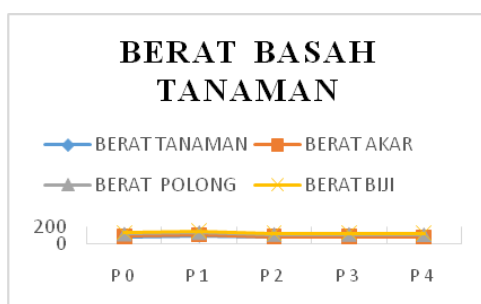 BERAT BASAH
TANAMAN
BERAT TANAMAN BERAT AKAR
BERAT POLONG BERAT BIJI
200
0
P 0 P 1 P 2 P 3 P 4